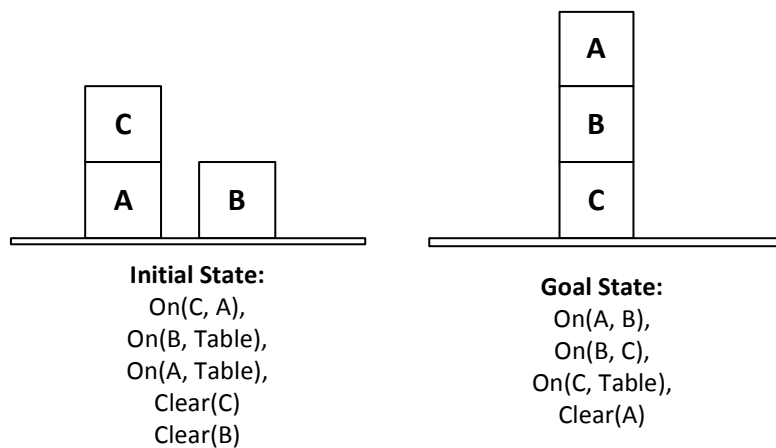 C
A
B
Initial State:
On(C, A),
On(B, Table),
On(A, Table),
Clear(C)
Clear(B)
A
B
C
Goal State:
On(A, B),
On(B, C),
On(C, Table),
Clear(A)